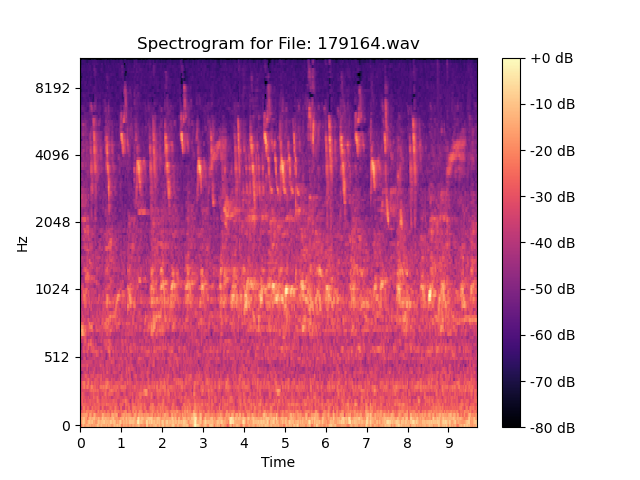 Spectrogram for File: 179164.wav
Hz
8192
4096
2048
1024
512
0
0 1 2 3 4 5 6 7 8 9
Time
+0 dB
-10 dB
-20 dB
-30 dB
-40 dB
-50 dB
-60 dB
-70 dB
-80 dB